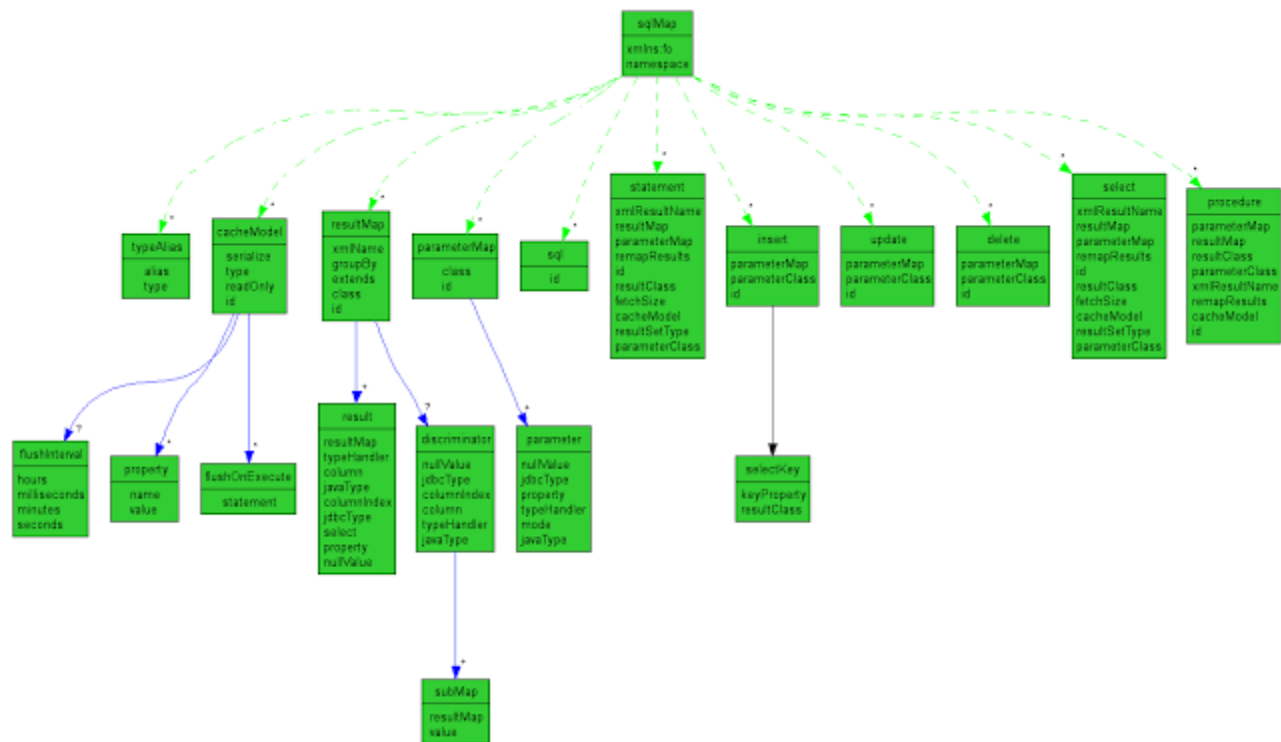 sqlMap
xmlns:fo
namespace
*
*
*
*
*
*
*
*
*
*
*
typeAlias
alias
type
cacheModel
serialize
type
readOnly
id
resultMap
xmlName
groupBy
extends
class
id
parameterMap
class
id
sql
id
statement
xmlResultName
resultMap
parameterMap
remapResults
id
resultClass
fetchSize
cacheModel
resultSetType
parameterClass
insert
parameterMap
parameterClass
id
update
parameterMap
parameterClass
id
delete
parameterMap
parameterClass
id
select
xmlResultName
resultMap
parameterMap
remapResults
id
resultClass
fetchSize
cacheModel
resultSetType
parameterClass
procedure
parameterMap
resultMap
resultClass
parameterClass
xmlResultName
remapResults
cacheModel
id
?
flushInterval
hours
milliseconds
minutes
seconds
*
property
name
value
*
flushOnExecute
statement
result
resultMap
typeHandler
column
javaType
columnIndex
jdbcType
select
property
nullValue
?
discriminator
nullValue
jdbcType
columnIndex
column
typeHandler
javaType
parameter
nullValue
jdbcType
property
typeHandler
mode
javaType
selectKey
keyProperty
resultClass
subMap
resultMap
value